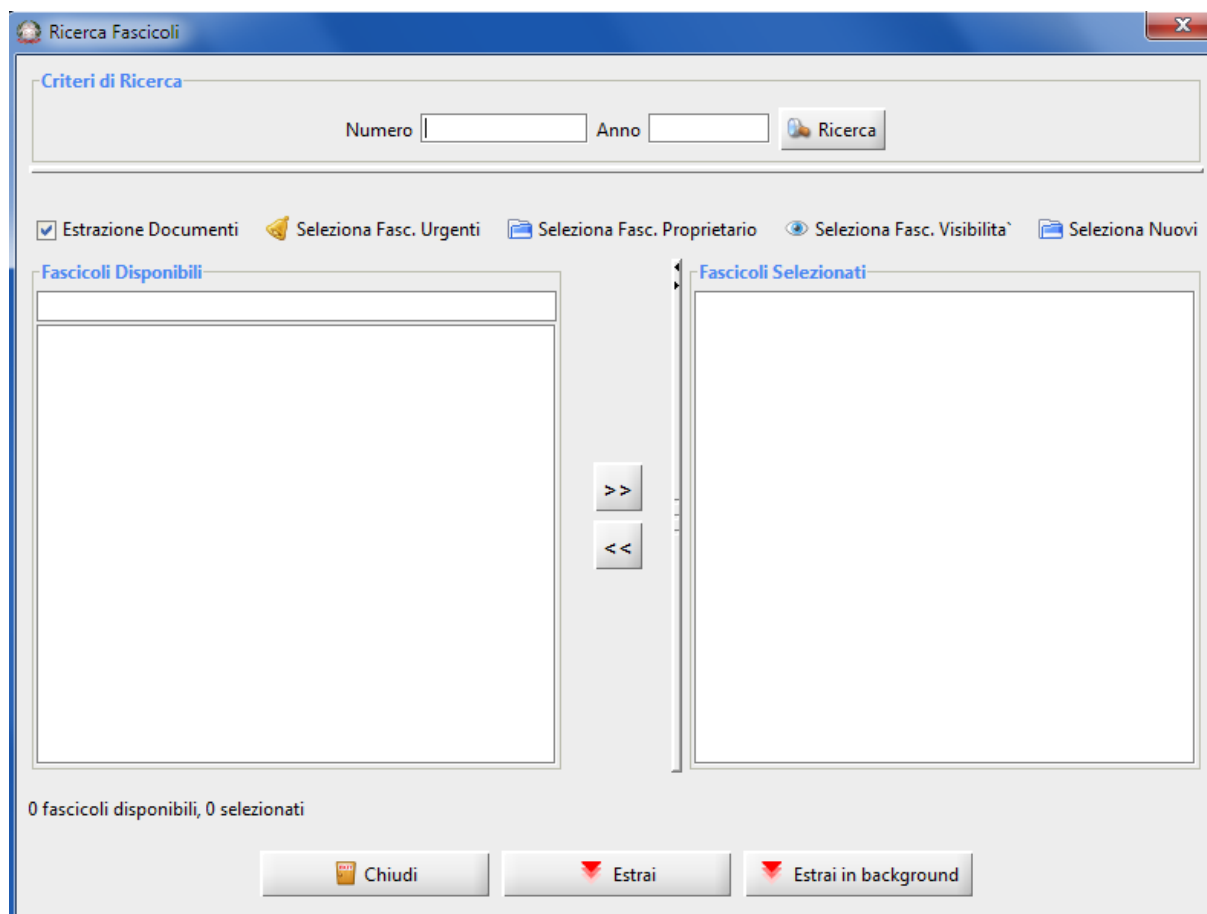 Ricerca Fascicoli
Criteri di Ricerca
Numero Anno Ricerca
Estrazione Documenti Seleziona Fasc. Urgenti Seleziona Fasc. Proprietario Seleziona Fasc. Visibilita` Seleziona Nuovi
Fascicoli Disponibili Fascicoli Selezionati
>>
<<
0 fascicoli disponibili, 0 selezionati
Chiudi Estrai Estrai in background